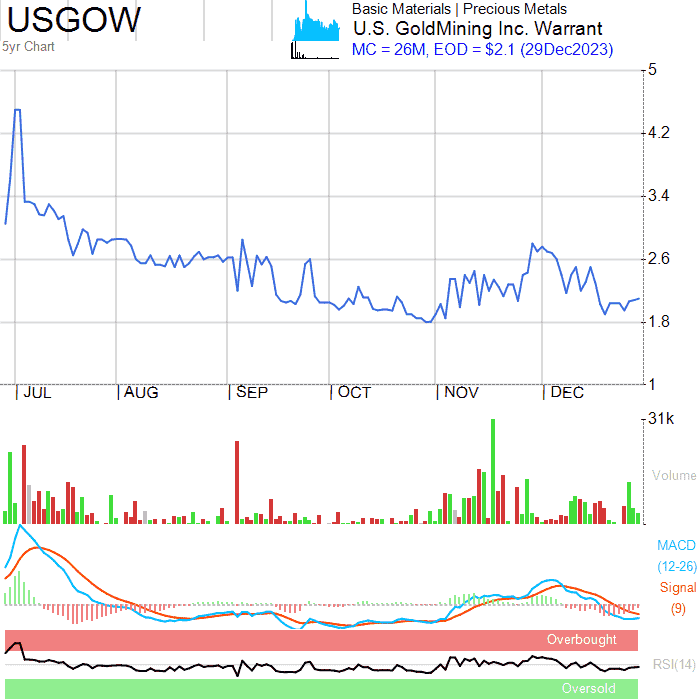 USGOW
5yr Chart
Basic Materials | Precious Metals
U.S. GoldMining Inc. Warrant
MC = 26M, EOD = $2.1 (29Dec2023)
5
4.2
3.4
2.6
1.8
1
JUL
AUG
SEP
OCT
NOV
DEC
31k
Volume
MACD
(12-26)
Signal
(9)
Overbought
RSI(14)
Oversold